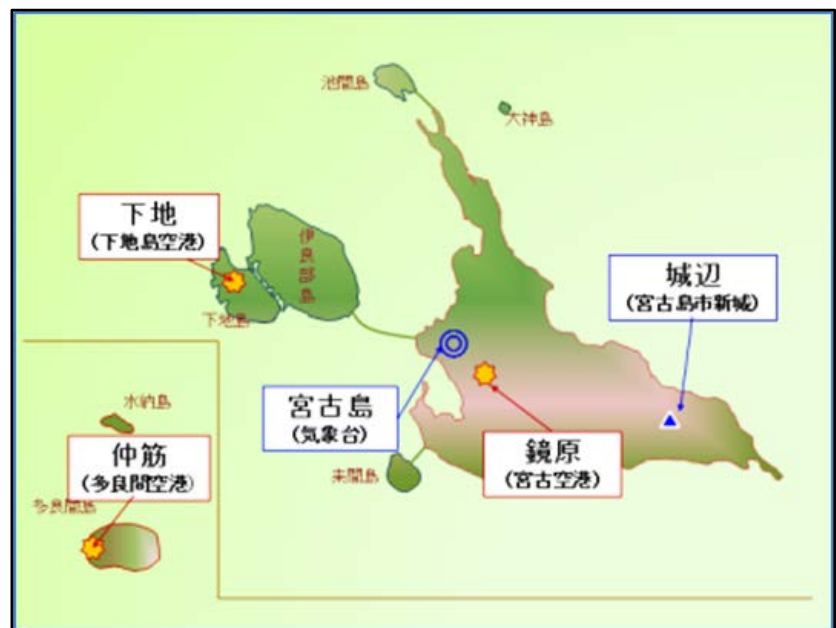 池間島
大神島
下地
(下地島空港)
伊良部島
城辺
(宮古島市新城)
下地島
水納島
宮古島
(気象台)
鏡原
(宮古空港)
仲筋
(多良間空港)
来間島
多良間島